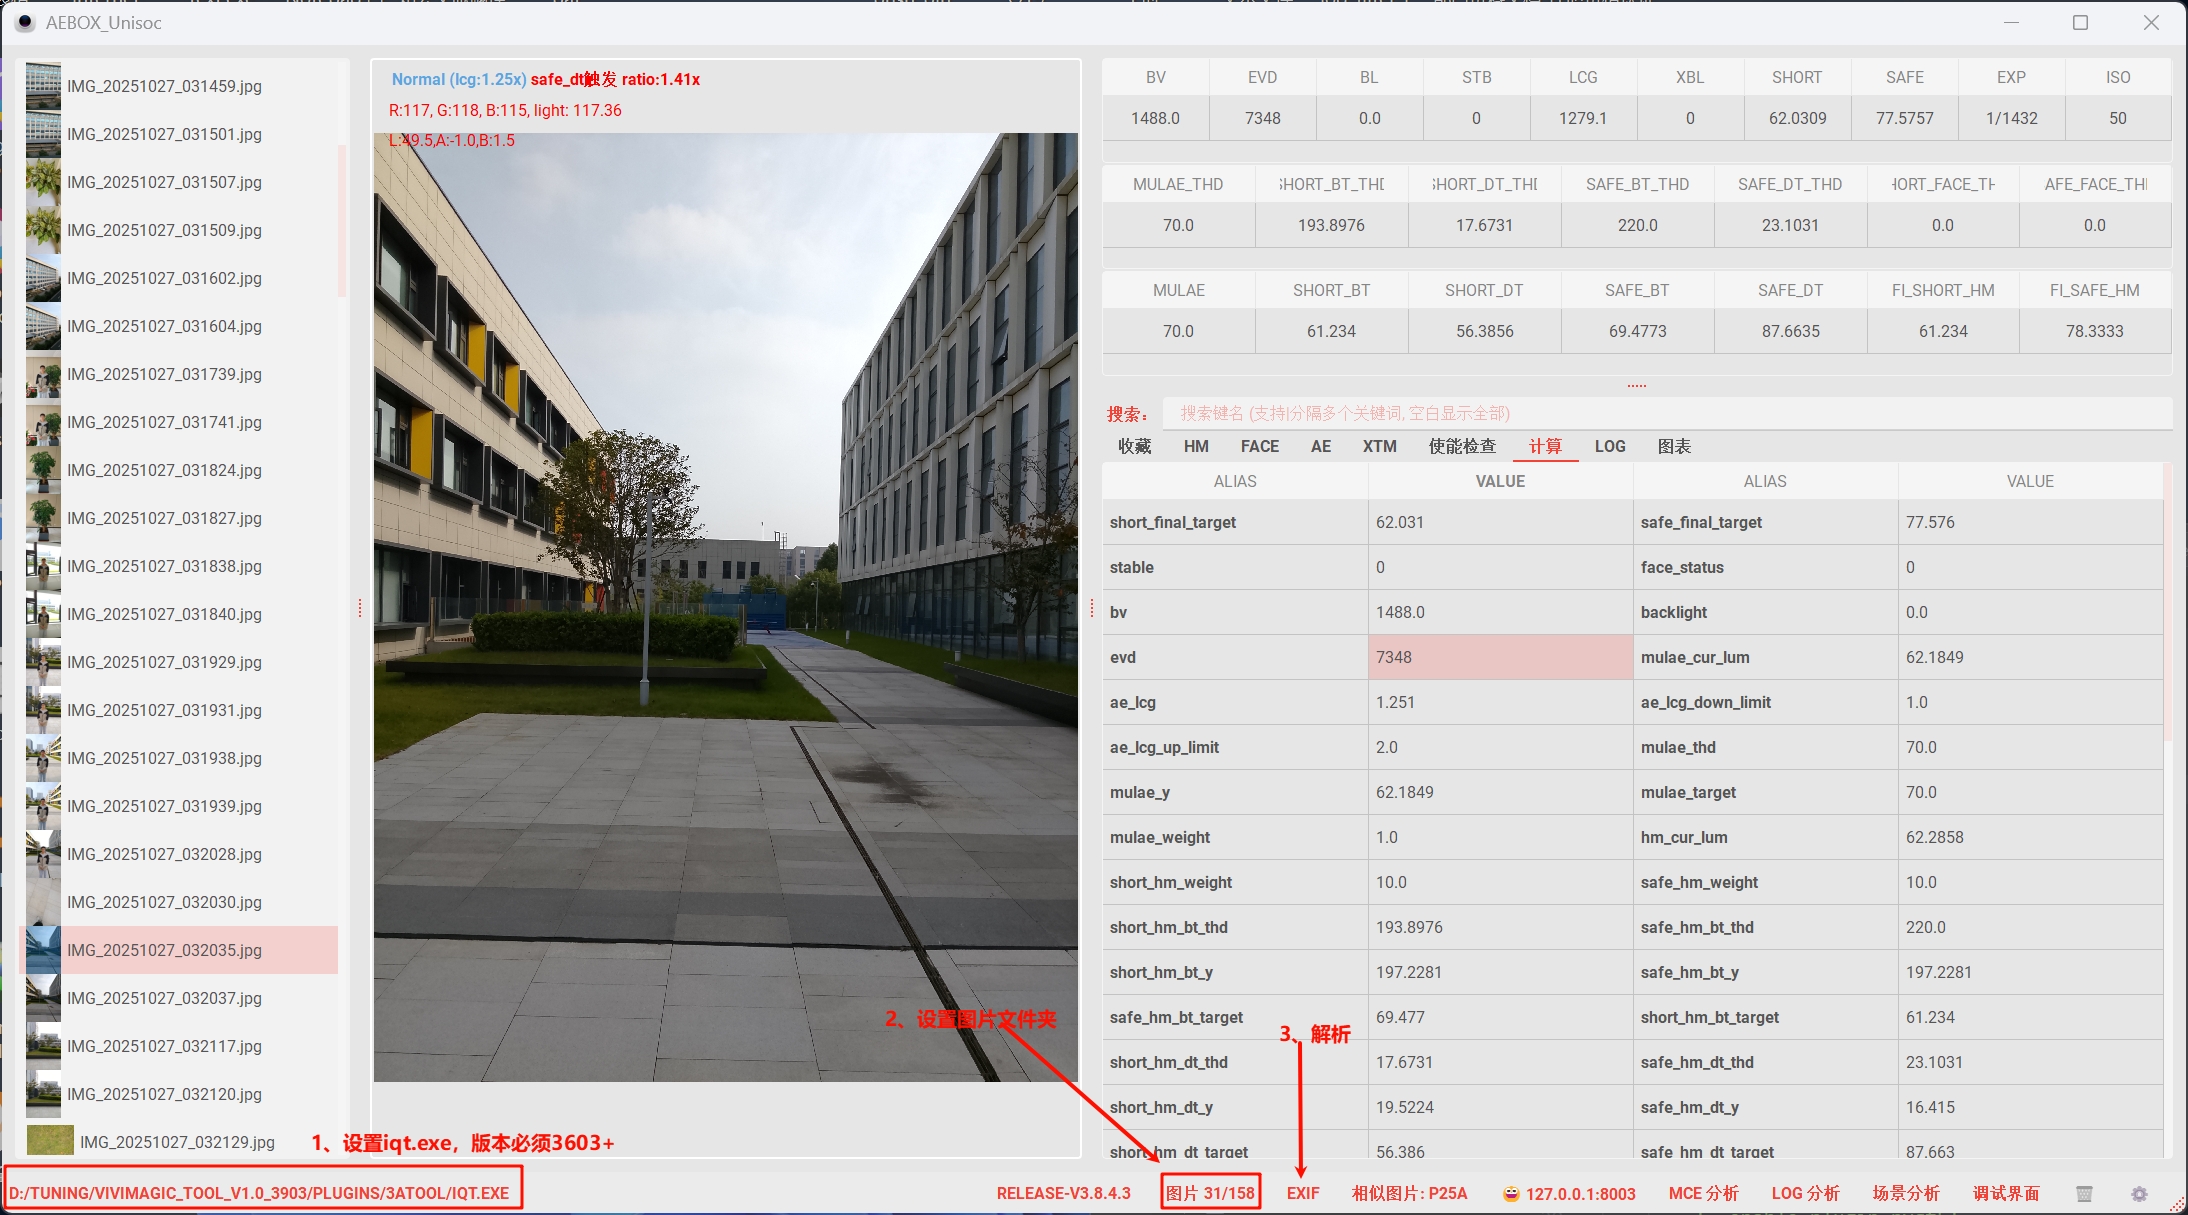 AEBOX_Unisoc
IMG_20251027_031459.jpg
IMG_20251027_031501.jpg
IMG_20251027_031507.jpg
IMG_20251027_031509.jpg
IMG_20251027_031602.jpg
IMG_20251027_031604.jpg
IMG_20251027_031739.jpg
IMG_20251027_031741.jpg
IMG_20251027_031824.jpg
IMG_20251027_031827.jpg
IMG_20251027_031838.jpg
IMG_20251027_031840.jpg
IMG_20251027_031929.jpg
IMG_20251027_031931.jpg
IMG_20251027_031938.jpg
IMG_20251027_031939.jpg
IMG_20251027_032028.jpg
IMG_20251027_032030.jpg
IMG_20251027_032035.jpg
IMG_20251027_032037.jpg
IMG_20251027_032117.jpg
IMG_20251027_032120.jpg
IMG_20251027_032129.jpg
Normal (lcg:1.25x) safe_dt触发 ratio:1.41x
R:117, G:118, B:115, light: 117.36
L:49.5,A:-1.0,B:1.5
BV EVD BL STB LCG XBL SHORT SAFE EXP ISO
1488.0 7348 0.0 0 1279.1 0 62.0309 77.5757 1/1432 50
MULAE_THD SHORT_BT_THD SHORT_DT_THD SAFE_BT_THD SAFE_DT_THD HORT_FACE_TH AFE_FACE_TH
70.0 193.8976 17.6731 220.0 23.1031 0.0 0.0
MULAE SHORT_BT SHORT_DT SAFE_BT SAFE_DT FI_SHORT_HM FI_SAFE_HM
70.0 61.234 56.3856 69.4773 87.6635 61.234 78.3333
搜索： 搜索键名 (支持|分隔多个关键词, 空白显示全部)
收藏 HM FACE AE XTM 使能检查 计算 LOG 图表
ALIAS VALUE ALIAS VALUE
short_final_target 62.031 safe_final_target 77.576
stable 0 face_status 0
bv 1488.0 backlight 0.0
evd 7348 mulae_cur_lum 62.1849
ae_lcg 1.251 ae_lcg_down_limit 1.0
ae_lcg_up_limit 2.0 mulae_thd 70.0
mulae_y 62.1849 mulae_target 70.0
mulae_weight 1.0 hm_cur_lum 62.2858
short_hm_weight 10.0 safe_hm_weight 10.0
short_hm_bt_thd 193.8976 safe_hm_bt_thd 220.0
short_hm_bt_y 197.2281 safe_hm_bt_y 197.2281
safe_hm_bt_target 69.477 short_hm_bt_target 61.234
short_hm_dt_thd 17.6731 safe_hm_dt_thd 23.1031
short_hm_dt_y 19.5224 safe_hm_dt_y 16.415
short_hm_dt_target 56.386 safe_hm_dt_target 87.663
2、设置图片文件夹
3、解析
1、设置iqt.exe，版本必须3603+
D:/TUNING/VIVIMAGIC_TOOL_V1.0_3903/PLUGINS/3ATOOL/IQT.EXE
RELEASE-V3.8.4.3 图片 31/158 EXIF 相似图片: P25A 127.0.0.1:8003 MCE 分析 LOG 分析 场景分析 调试界面